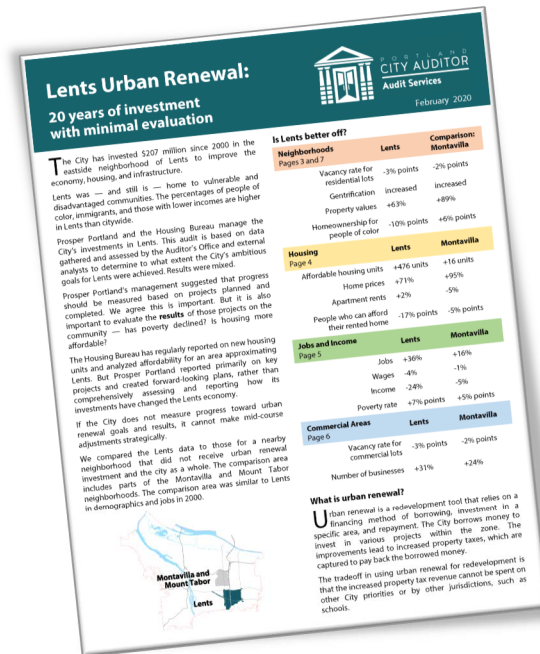 Lents Urban Renewal:
20 years of investment
with minimal evaluation
PORTLAND
CITY AUDITOR
Audit Services
February 2020
The City has invested $207 million since 2000 in the
eastside neighborhood of Lents to improve the
economy, housing, and infrastructure.
Lents was — and still is — home to vulnerable and
disadvantaged communities. The percentages of people of
color, immigrants, and those with lower incomes are higher
in Lents than citywide.
Prosper Portland and the Housing Bureau manage the
City's investments in Lents. This audit is based on data
gathered and assessed by the Auditor's Office and external
analysts to determine to what extent the City's ambitious
goals for Lents were achieved. Results were mixed.
Prosper Portland's management suggested that progress
should be measured based on projects planned and
completed. We agree this is important. But it is also
important to evaluate the results of those projects on the
community — has poverty declined? Is housing more
affordable?
The Housing Bureau has regularly reported on new housing
units and analyzed affordability for an area approximating
Lents. But Prosper Portland reported primarily on key
projects and created forward-looking plans, rather than
comprehensively assessing and reporting how its
investments have changed the Lents economy.
If the City does not measure progress toward urban
renewal goals and results, it cannot make mid-course
adjustments strategically.
We compared the Lents data to those for a nearby
neighborhood that did not receive urban renewal
investment and the city as a whole. The comparison area
includes parts of the Montavilla and Mount Tabor
neighborhoods. The comparison area was similar to Lents
in demographics and jobs in 2000.
Montavilla and
Mount Tabor
Lents
Is Lents better off?
Neighborhoods Lents Comparison:
Pages 3 and 7 Montavilla
Vacancy rate for
residential lots -3% points -2% points
Gentrification increased increased
Property values +63% +89%
Homeownership for
people of color -10% points +6% points
Housing Lents Montavilla
Page 4
Affordable housing units +476 units +16 units
Home prices +71% +95%
Apartment rents +2% -5%
People who can afford
their rented home -17% points -5% points
Jobs and Income Lents Montavilla
Page 5
Jobs +36% +16%
Wages -4% -1%
Income -24% -5%
Poverty rate +7% points +5% points
Commercial Areas Lents Montavilla
Page 6
Vacancy rate for
commercial lots -3% points -2% points
Number of businesses +31% +24%
What is urban renewal?
Urban renewal is a redevelopment tool that relies on a
financing method of borrowing, investment in a
specific area, and repayment. The City borrows money to
invest in various projects within the zone. The
improvements lead to increased property taxes, which are
captured to pay back the borrowed money.
The tradeoff in using urban renewal for redevelopment is
that the increased property tax revenue cannot be spent on
other City priorities or by other jurisdictions, such as
schools.